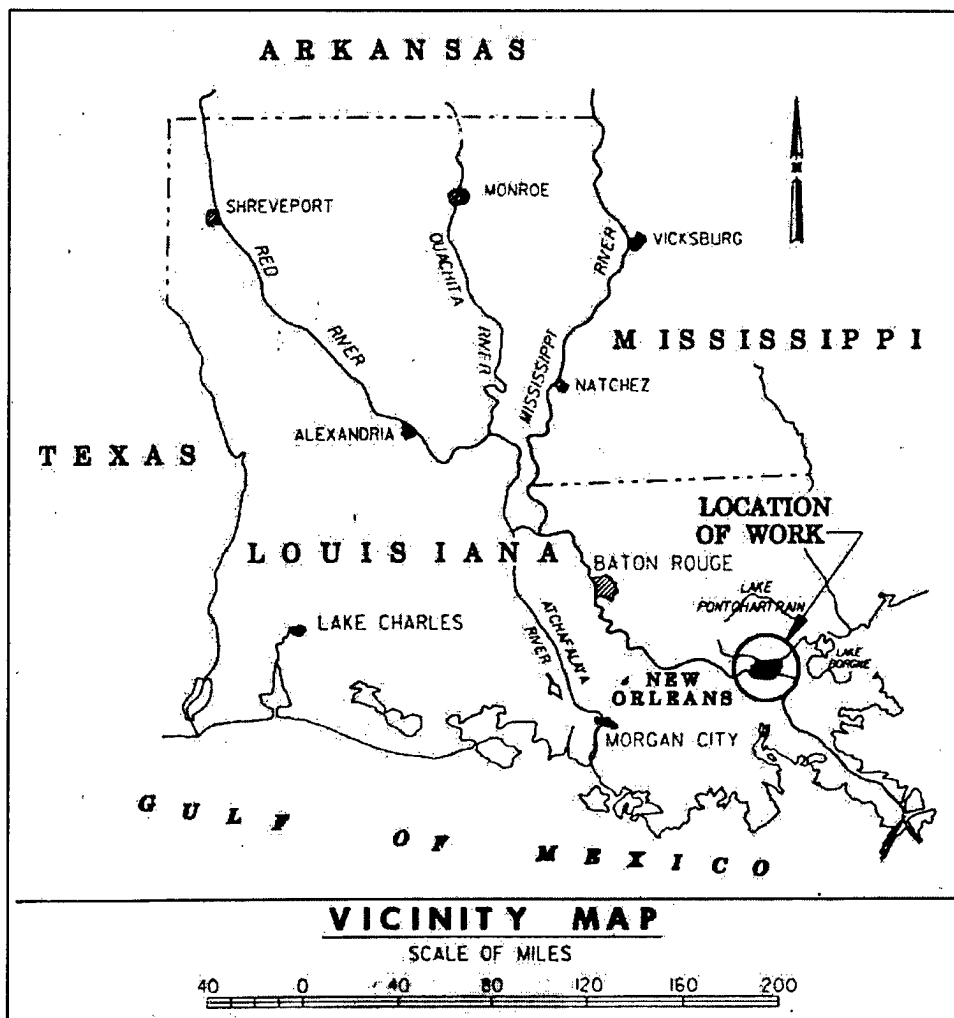 ARKANSAS
MONROE
SHREVEPORT
VICKSBURG
RED
RIVER
OUACHITA
RIVER
MISSISSIPPI
RIVER
MISSISSIPPI
NATCHEZ
ALEXANDRIA
TEXAS
LOCATION
OF WORK
LOUISIANA
BATON ROUGE
LAKE
PONTCHARTRAIN
LAKE CHARLES
ATCHAFALAYA
RIVER
LAKE
BORGNE
NEW
ORLEANS
MORGAN CITY
GULF OF MEXICO
N
VICINITY MAP
SCALE OF MILES
40 0 40 80 120 160 200